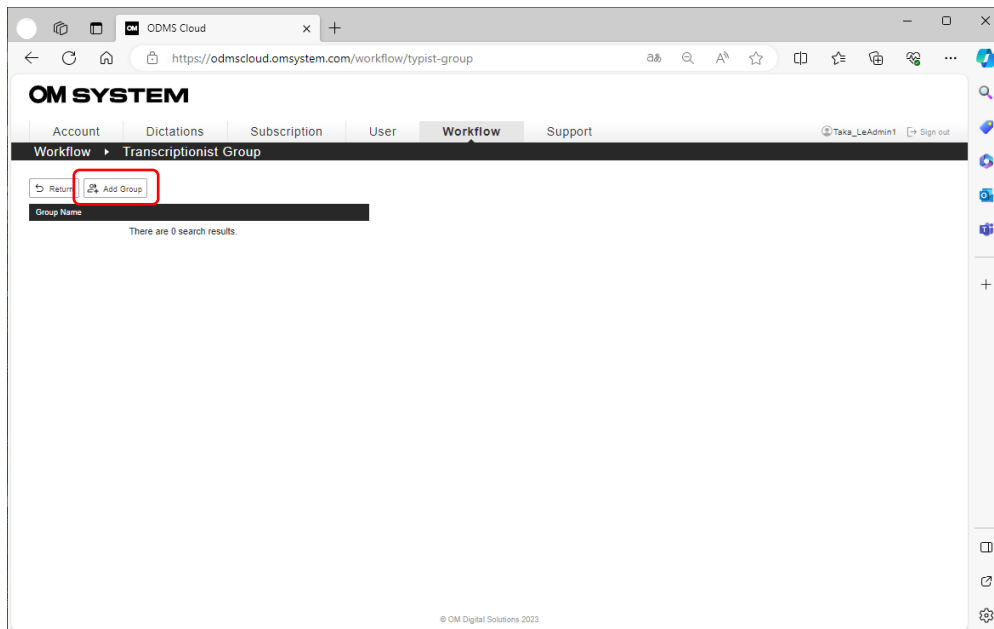 OM ODMS Cloud
https://odmscloud.omsystem.com/workflow/typist-group
OM SYSTEM
Account Dictations Subscription User Workflow Support
Taka_LeAdmin1 Sign out
Workflow ▸ Transcriptionist Group
Return Add Group
Group Name
There are 0 search results.
© OM Digital Solutions 2023